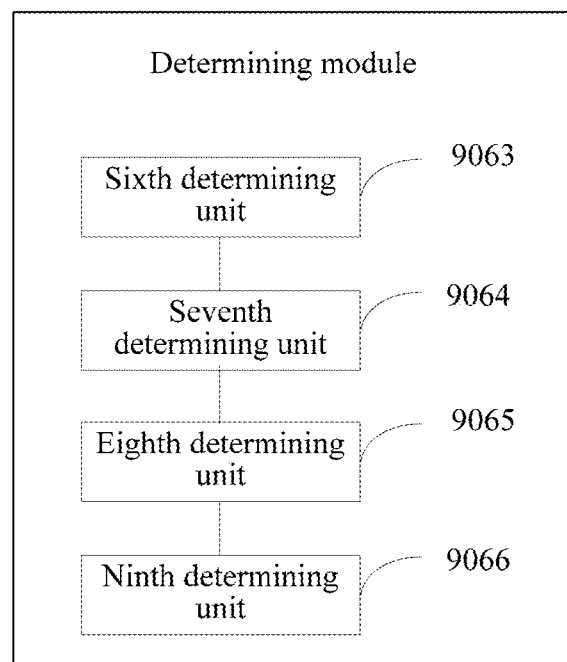 Determining module
9063
Sixth determining
unit
9064
Seventh
determining unit
9065
Eighth determining
unit
9066
Ninth determining
unit